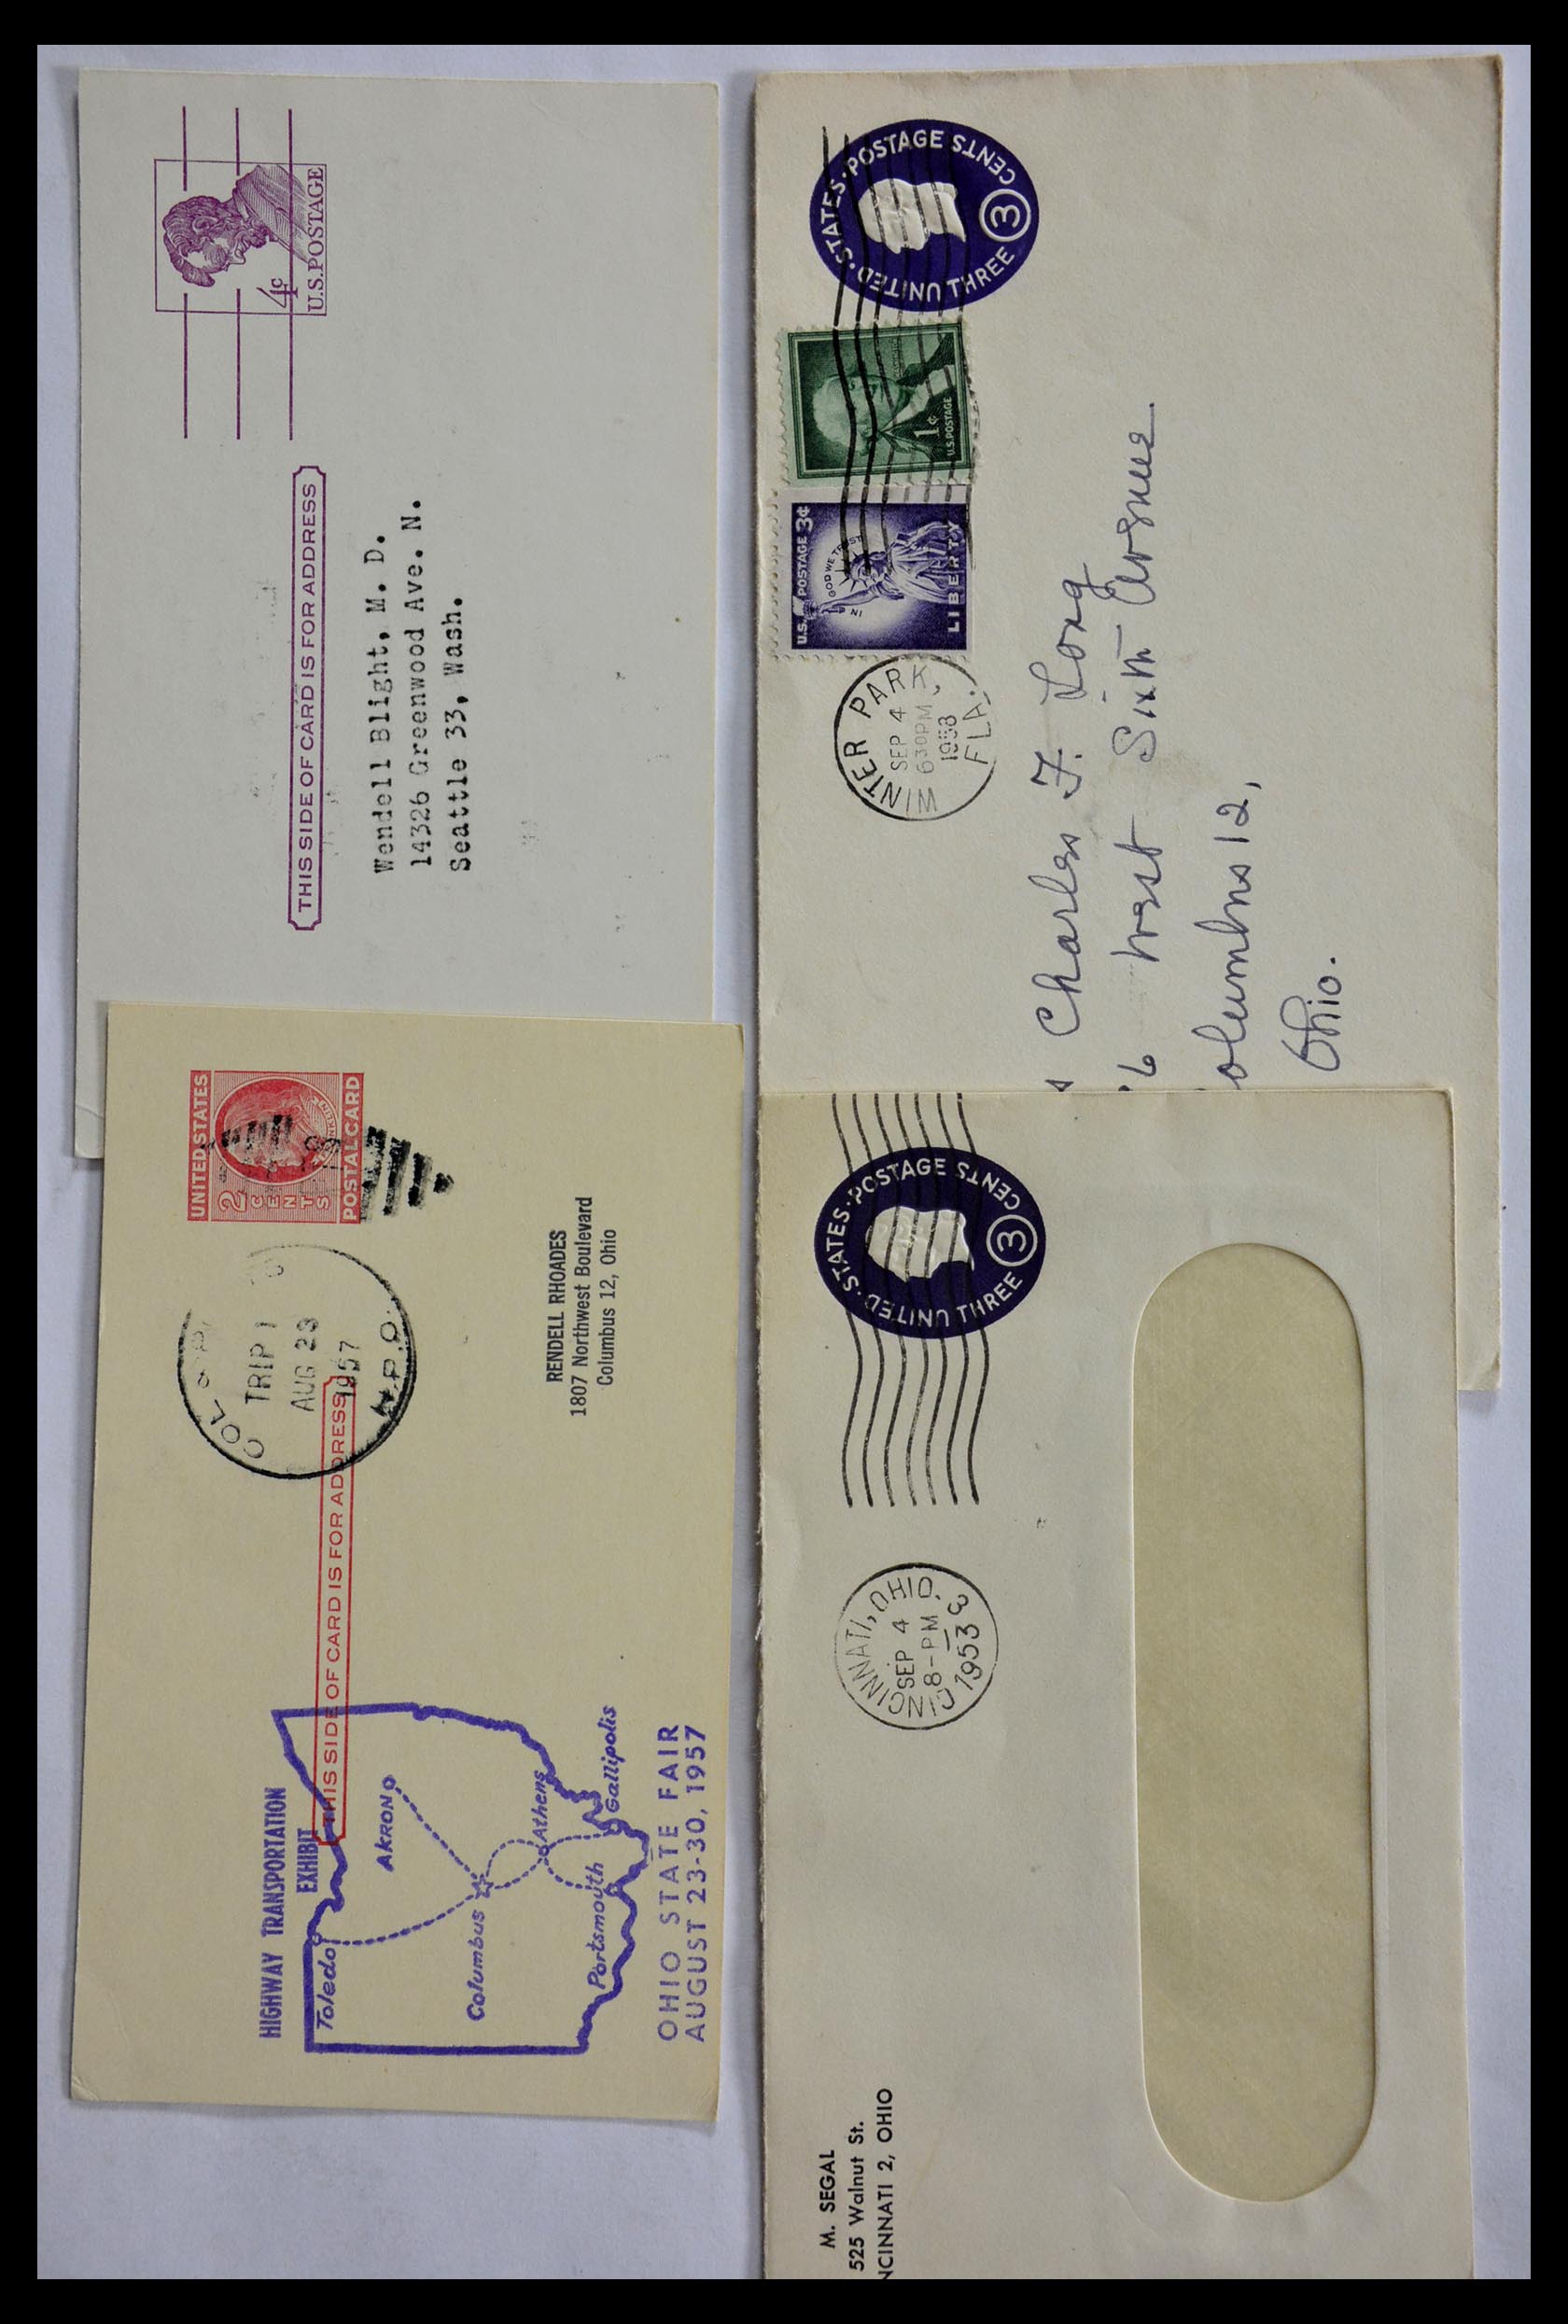 4¢
U.S.POSTAGE
THIS SIDE OF CARD IS FOR ADDRESS
Wendell Blight, M. D.
14326 Greenwood Ave. N.
Seattle 33, Wash.
UNITED STATES
2
CENTS
FRANKLIN
POSTAL CARD
COL
TRIP 1
AUG 23
1957
H.P.O.
THIS SIDE OF CARD IS FOR ADDRESS
RENDELL RHOADES
1807 Northwest Boulevard
Columbus 12, Ohio
HIGHWAY TRANSPORTATION
EXHIBIT
Toledo
AKRON
Columbus
Athens
Portsmouth
Gallipolis
OHIO STATE FAIR
AUGUST 23-30, 1957
UNITED · STATES · POSTAGE
THREE 3 CENTS
1¢
U.S. POSTAGE
U.S. POSTAGE 3¢
IN GOD WE TRUST
LIBERTY
WINTER PARK,
SEP 4
630PM
1958
FLA.
s Charles F. Long
6 West Sixth Avenue
olumbus 12,
Ohio.
UNITED · STATES · POSTAGE
THREE 3 CENTS
CINCINNATI, OHIO. 3
SEP 4
8-PM
1953
M. SEGAL
525 Walnut St.
NCINNATI 2, OHIO